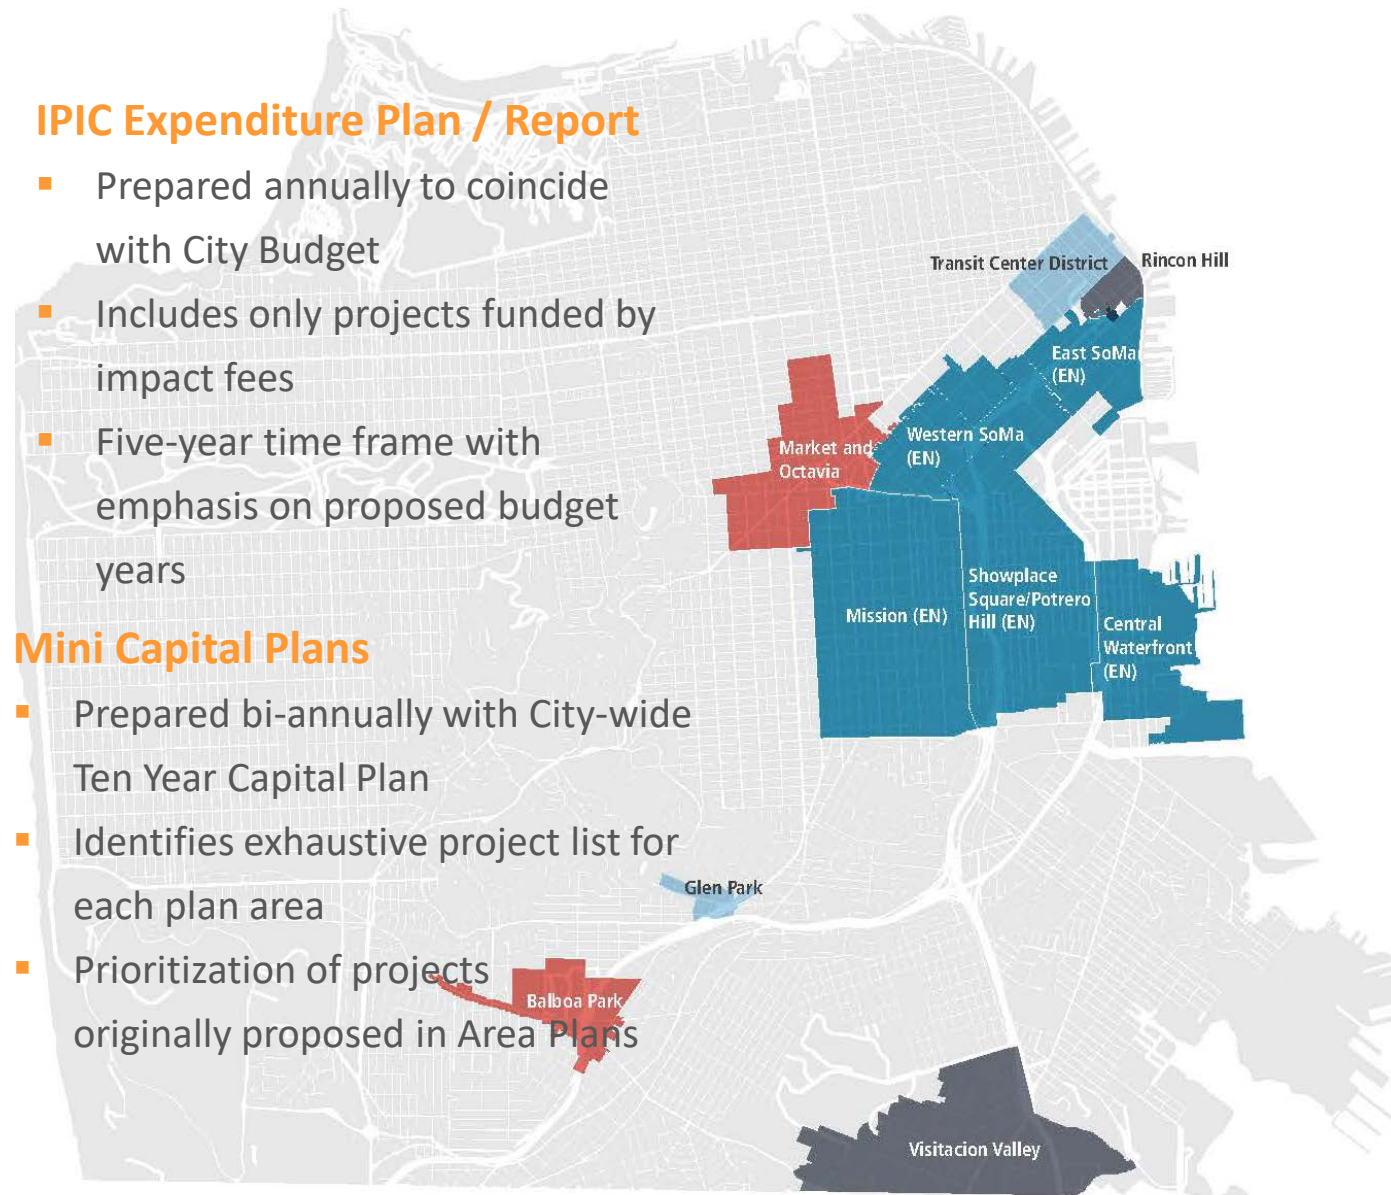 IPIC Expenditure Plan / Report
▪ Prepared annually to coincide
with City Budget
▪ Includes only projects funded by
impact fees
▪ Five-year time frame with
emphasis on proposed budget
years
Mini Capital Plans
▪ Prepared bi-annually with City-wide
Ten Year Capital Plan
▪ Identifies exhaustive project list for
each plan area
▪ Prioritization of projects
originally proposed in Area Plans
Transit Center District
Rincon Hill
East SoMa
(EN)
Western SoMa
(EN)
Market and
Octavia
Showplace
Square/Potrero
Hill (EN)
Mission (EN)
Central
Waterfront
(EN)
Glen Park
Balboa Park
Visitacion Valley